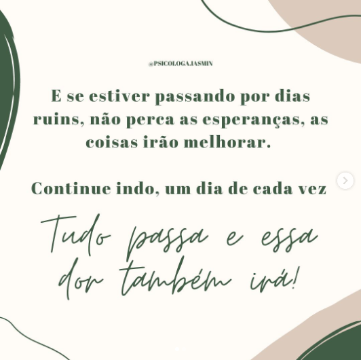 @PSICOLOGAJASMIN
E se estiver passando por dias
ruins, não perca as esperanças, as
coisas irão melhorar.
Continue indo, um dia de cada vez
Tudo passa e essa
dor também irá!